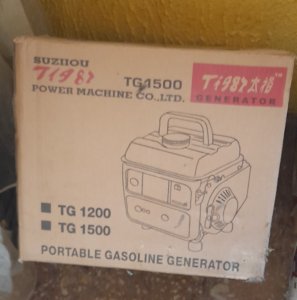 SUZHOU
TG1500
POWER MACHINE CO.,LTD.
GENERATOR
TG 1200
TG 1500
PORTABLE GASOLINE GENERATOR